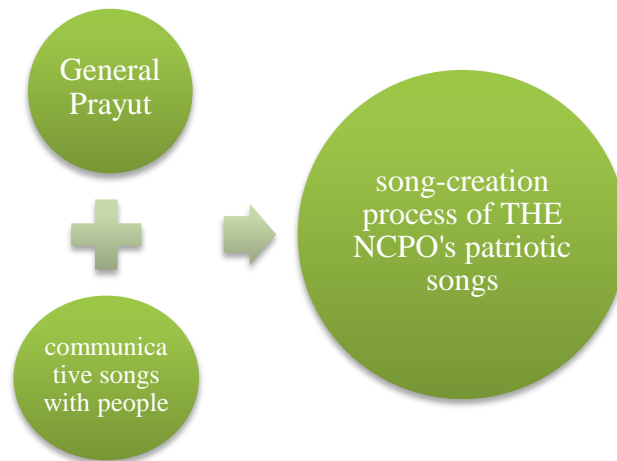 General
Prayut
communica
tive songs
with people
song-creation
process of THE
NCPO's patriotic
songs